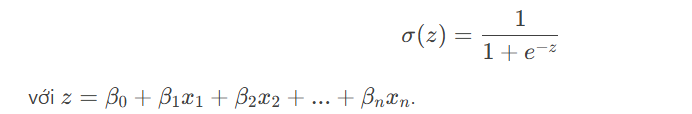 σ(z) = 1 / (1 + e^{-z})
với z = β₀ + β₁x₁ + β₂x₂ + ... + βₙxₙ.